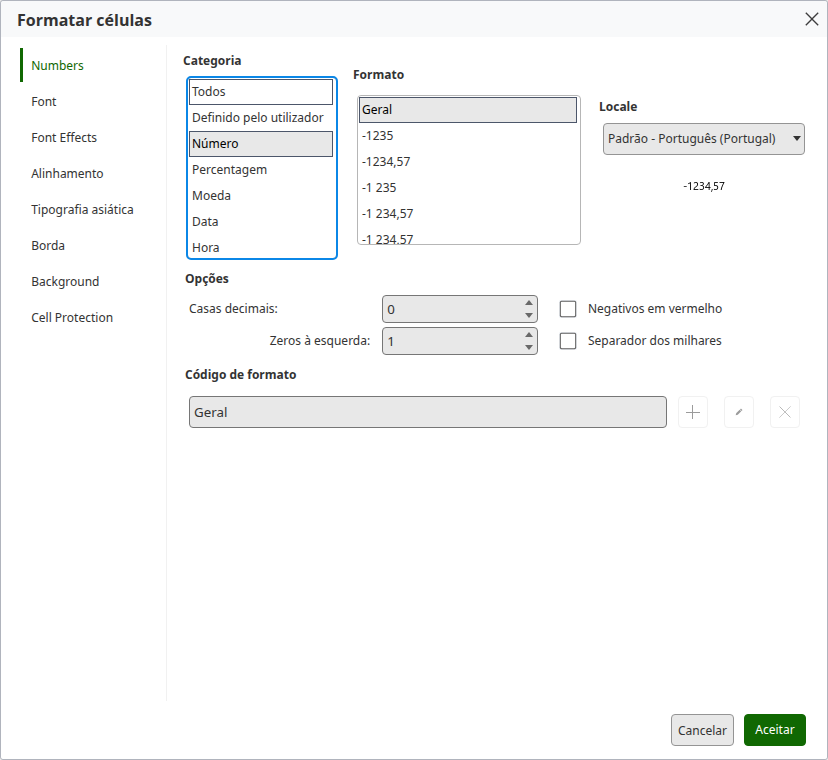 Formatar células
Numbers
Font
Font Effects
Alinhamento
Tipografia asiática
Borda
Background
Cell Protection
Categoria
Todos
Definido pelo utilizador
Número
Percentagem
Moeda
Data
Hora
Formato
Geral
-1235
-1234,57
-1 235
-1 234,57
-1 234,57
Locale
Padrão - Português (Portugal)
-1234,57
Opções
Casas decimais:
0
Negativos em vermelho
Zeros à esquerda:
1
Separador dos milhares
Código de formato
Geral
Cancelar
Aceitar